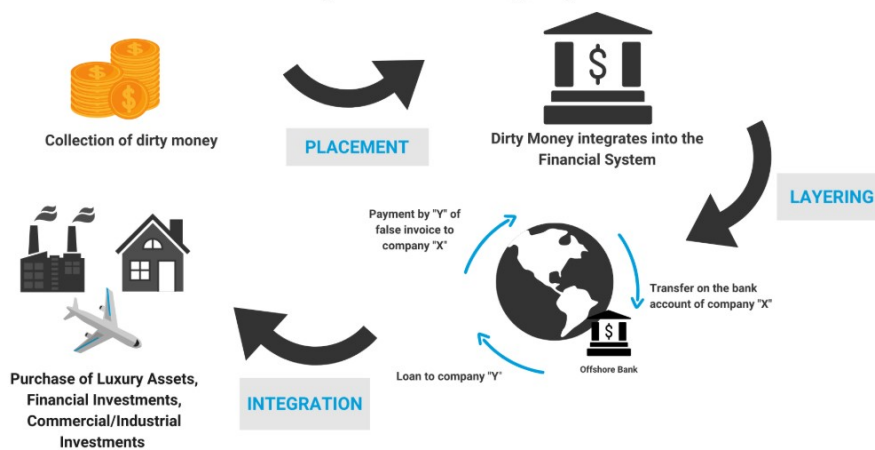 Collection of dirty money
PLACEMENT
Dirty Money integrates into the
Financial System
LAYERING
Payment by "Y" of
false invoice to
company "X"
Transfer on the bank
account of company "X"
Offshore Bank
Loan to company "Y"
INTEGRATION
Purchase of Luxury Assets,
Financial Investments,
Commercial/Industrial
Investments